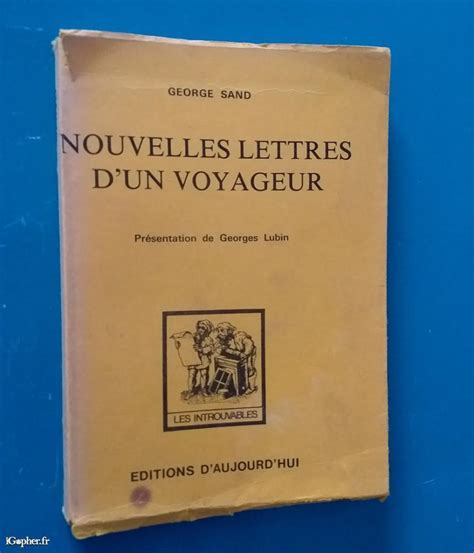 GEORGE SAND
NOUVELLES LETTRES
D'UN VOYAGEUR
Présentation de Georges Lubin
LES INTROUVABLES
EDITIONS D'AUJOURD'HUI
iGopher.fr